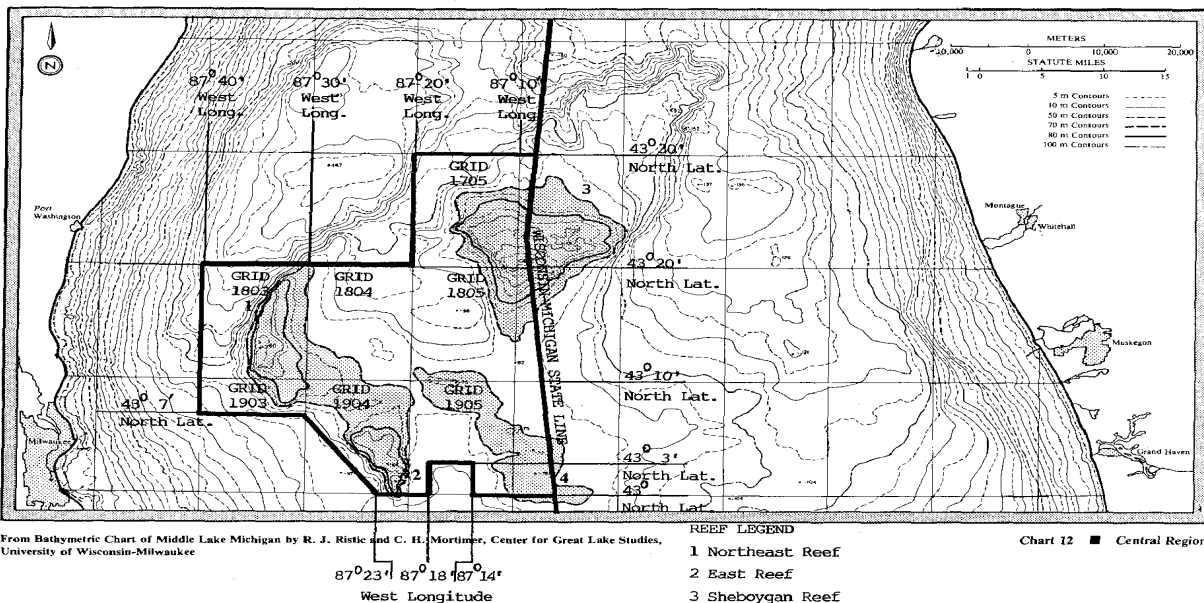 N
87° 40'
West
Long.
87° 30'
West
Long.
87° 20'
West
Long.
87° 10'
West
Long.
METERS
10,000 0 10,000 20,000
STATUTE MILES
1 0 5 10 15
5 m Contours
10 m Contours
50 m Contours
70 m Contours
80 m Contours
100 m Contours
Port
Washington
GRID
1705
3
43° 30'
North Lat.
Montague
Whitehall
WISCONSIN-MICHIGAN STATE LINE
43° 20'
North Lat.
GRID
1803
1
GRID
1804
GRID
1805
Muskegon
43° 10'
North Lat.
GRID
1903
GRID
1904
GRID
1905
43° 7'
North Lat.
Milwaukee
2
4
43° 3'
North Lat.
43°
North Lat.
Grand Haven
From Bathymetric Chart of Middle Lake Michigan by R. J. Ristic and C. H. Mortimer, Center for Great Lake Studies,
University of Wisconsin-Milwaukee
87° 23' 87° 18' 87° 14'
West Longitude
REEF LEGEND
1 Northeast Reef
2 East Reef
3 Sheboygan Reef
Chart 12 ■ Central Region